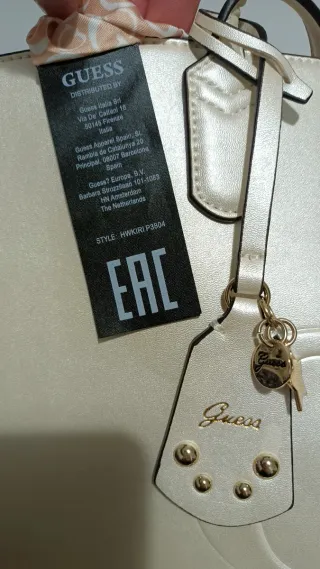 GUESS
DISTRIBUTED BY:
Guess Italia Srl
Via De' Cattani 18
50145 Firenze
Italia
Guess Apparel Spain, SL
Rambla de Catalunya 20
Principal, 08007 Barcelona
Spain
Guess? Europe, B.V.
Barbara Strozzilaan 101-1083
HN Amsterdam
The Netherlands
STYLE: HWKIRI P3804
EAC
Guess
Guess